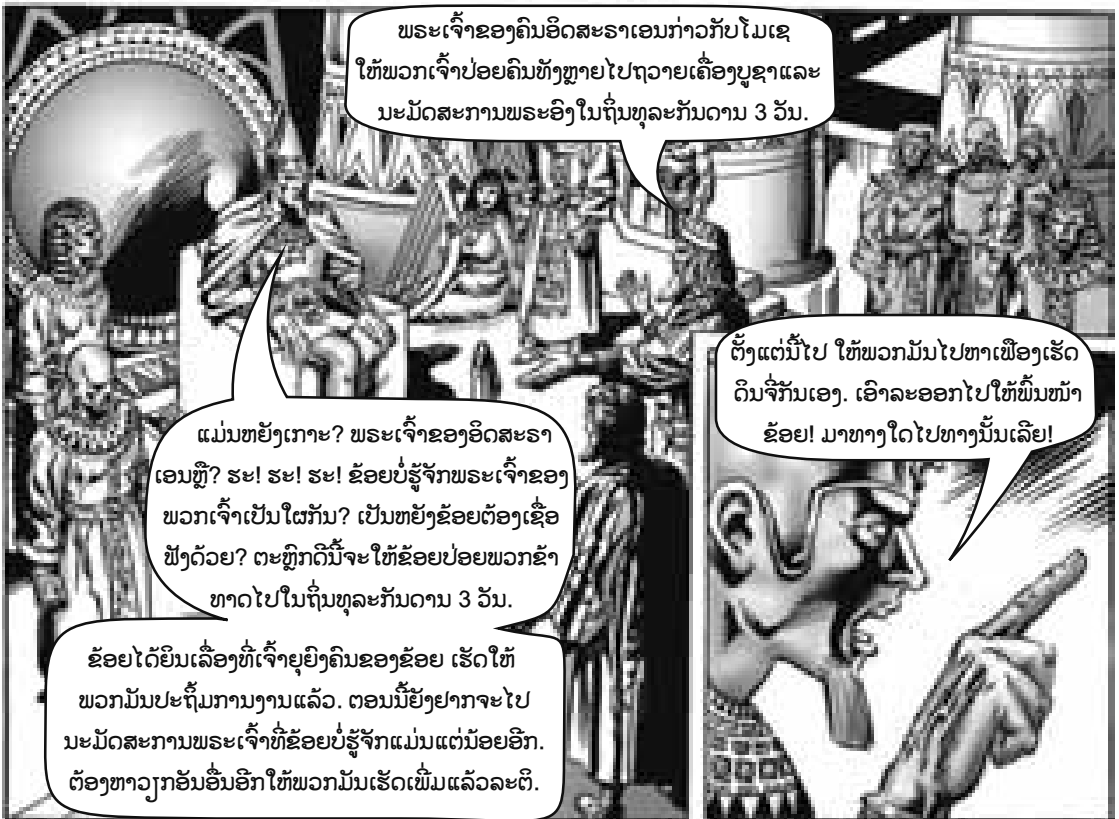 ພຣະເຈົ້າຂອງຄົນອິດສະຣາເອນກ່າວກັບໂມເຊ
ໃຫ້ພວກເຈົ້າປ່ອຍຄົນທັງຫຼາຍໄປຖວາຍເຄື່ອງບູຊາແລະ
ນະມັດສະການພຣະອົງໃນຖິ່ນທຸລະກັນດານ 3 ວັນ.
ແມ່ນຫຍັງເກາະ? ພຣະເຈົ້າຂອງອິດສະຣາ
ເອນຫຼື? ຮະ! ຮະ! ຮະ! ຂ້ອຍບໍ່ຮູ້ຈັກພຣະເຈົ້າຂອງ
ພວກເຈົ້າເປັນໃຜກັນ? ເປັນຫຍັງຂ້ອຍຕ້ອງເຊື່ອ
ຟັງດ້ວຍ? ຕະຫຼົກດີນີ້ຈະໃຫ້ຂ້ອຍປ່ອຍພວກຂ້າ
ທາດໄປໃນຖິ່ນທຸລະກັນດານ 3 ວັນ.
ຂ້ອຍໄດ້ຍິນເລື່ອງທີ່ເຈົ້າຍຸຍົງຄົນຂອງຂ້ອຍ ເຮັດໃຫ້
ພວກມັນປະຖິ້ມການງານແລ້ວ. ຕອນນີ້ຍັງຢາກຈະໄປ
ນະມັດສະການພຣະເຈົ້າທີ່ຂ້ອຍບໍ່ຮູ້ຈັກແມ່ນແຕ່ນ້ອຍອີກ.
ຕ້ອງຫາວຽກອັນອື່ນອີກໃຫ້ພວກມັນເຮັດເພີ່ມແລ້ວລະຕິ.
ຕັ້ງແຕ່ນີ້ໄປ ໃຫ້ພວກມັນໄປຫາເຟືອງເຮັດ
ດິນຈີ່ກັນເອງ. ເອົາລະອອກໄປໃຫ້ພົ້ນໜ້າ
ຂ້ອຍ! ມາທາງໃດໄປທາງນັ້ນເລີຍ!